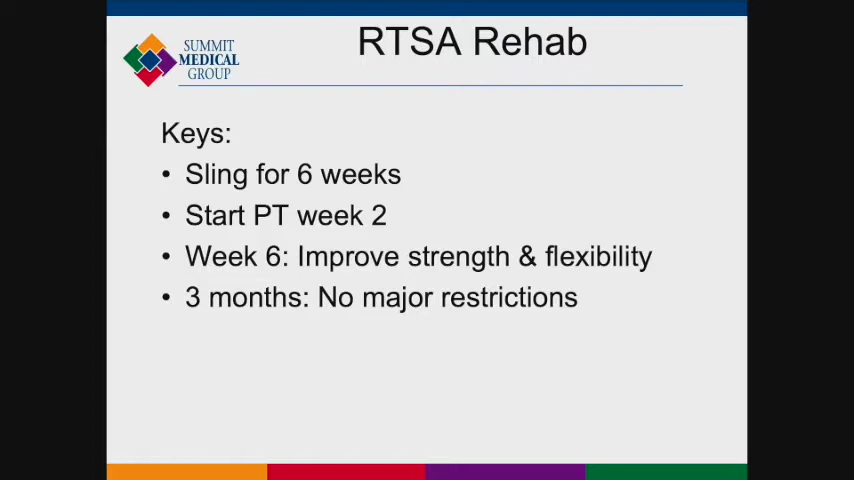 SUMMIT
MEDICAL
GROUP
RTSA Rehab
Keys:
• Sling for 6 weeks
• Start PT week 2
• Week 6: Improve strength & flexibility
• 3 months: No major restrictions